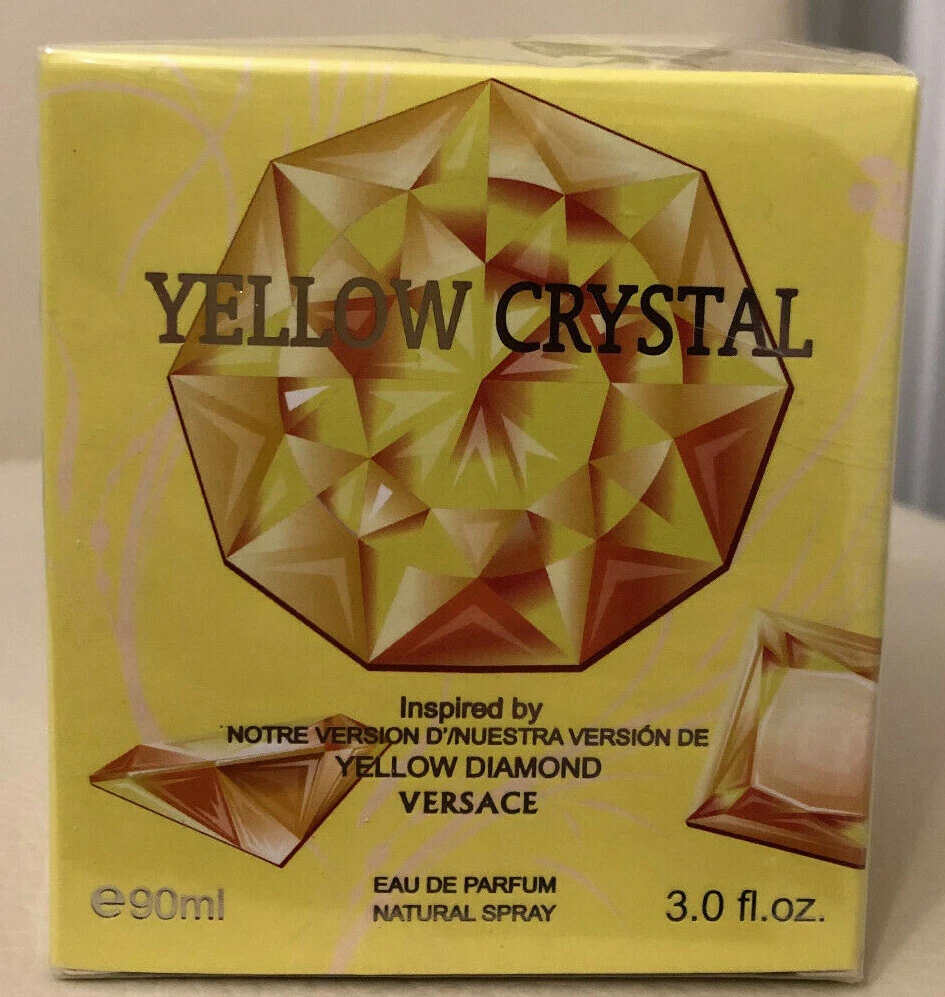 YELLOW CRYSTAL
Inspired by
NOTRE VERSION D'/NUESTRA VERSIÓN DE
YELLOW DIAMOND
VERSACE
EAU DE PARFUM
NATURAL SPRAY
℮90ml
3.0 fl.oz.